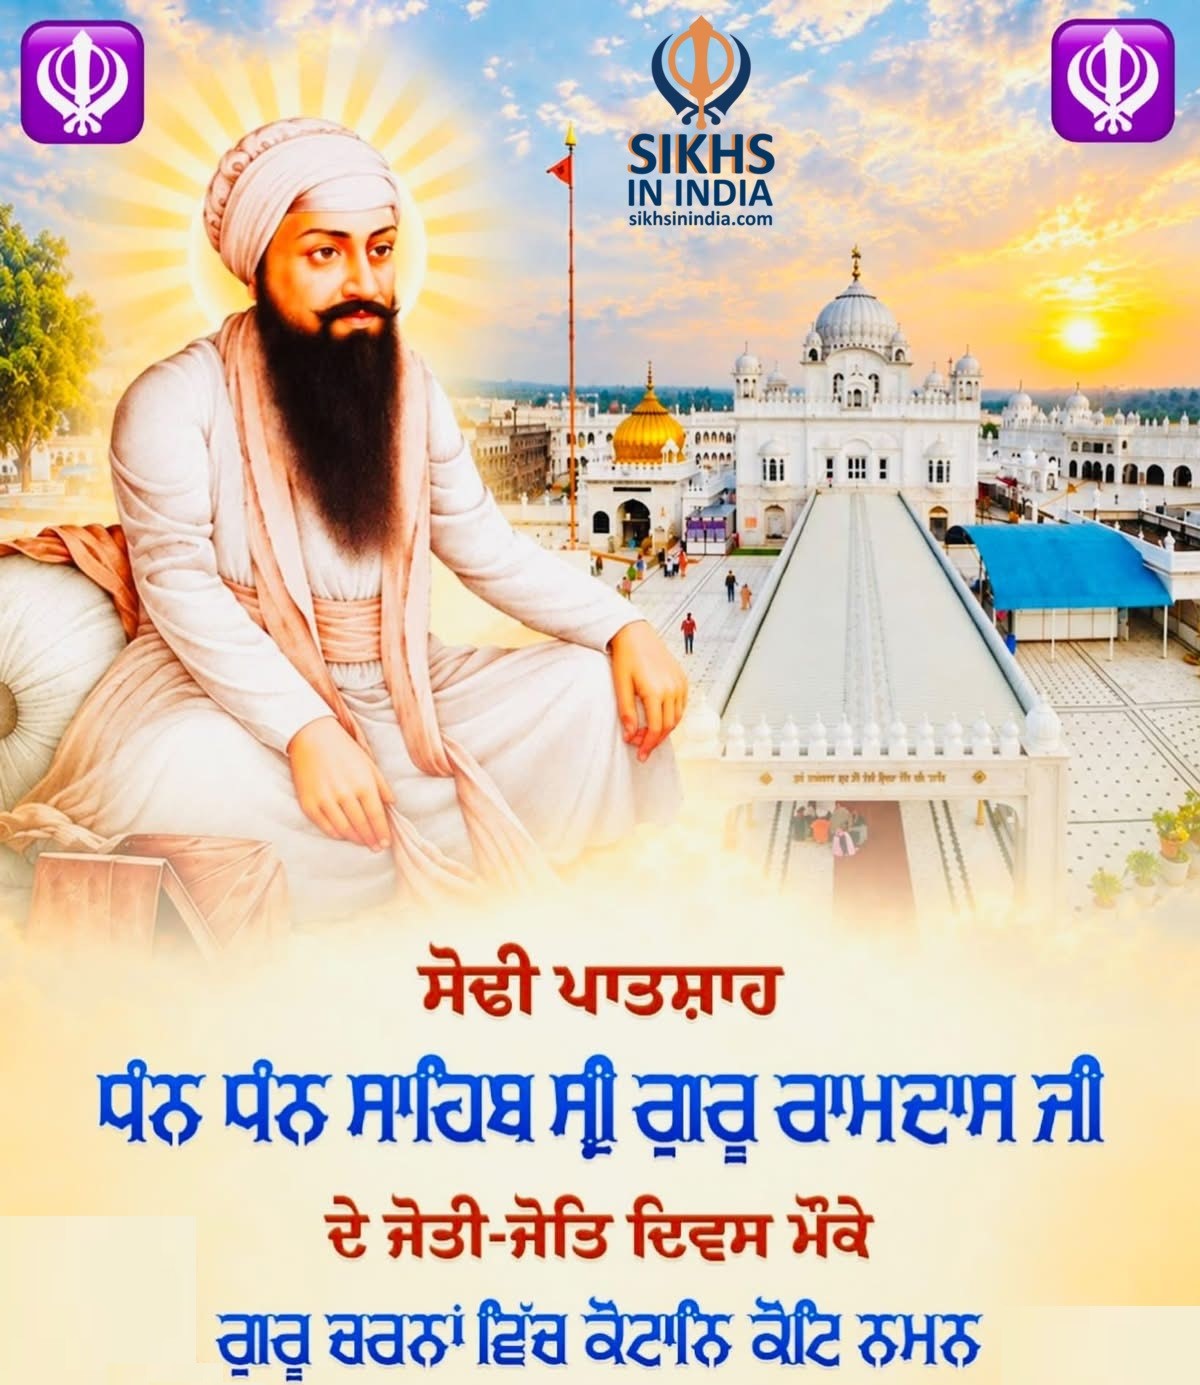 SIKHS
IN INDIA
sikhsinindia.com
ਸੋਢੀ ਪਾਤਸ਼ਾਹ
ਧੰਨ ਧੰਨ ਸਾਹਿਬ ਸ੍ਰੀ ਗੁਰੂ ਰਾਮਦਾਸ ਜੀ
ਦੇ ਜੋਤੀ-ਜੋਤਿ ਦਿਵਸ ਮੌਕੇ
ਗੁਰੂ ਚਰਨਾਂ ਵਿੱਚ ਕੋਟਾਨਿ ਕੋਟਿ ਨਮਨ